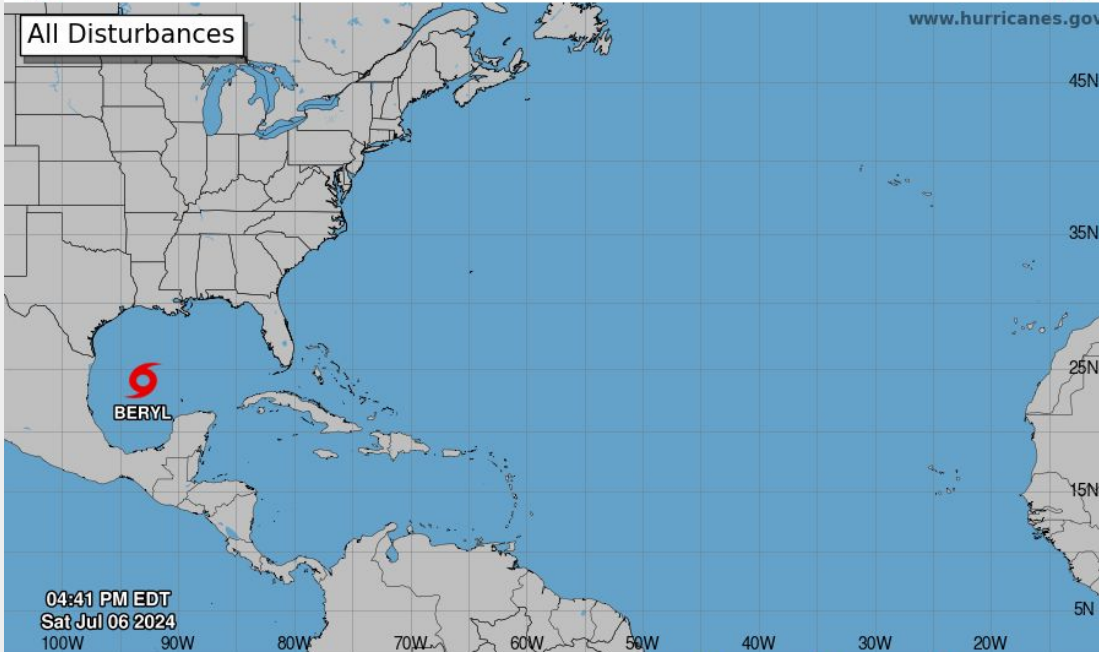 All Disturbances
www.hurricanes.gov
45N
35N
25N
BERYL
15N
04:41 PM EDT
Sat Jul 06 2024
5N
100W 90W 80W 70W 60W 50W 40W 30W 20W